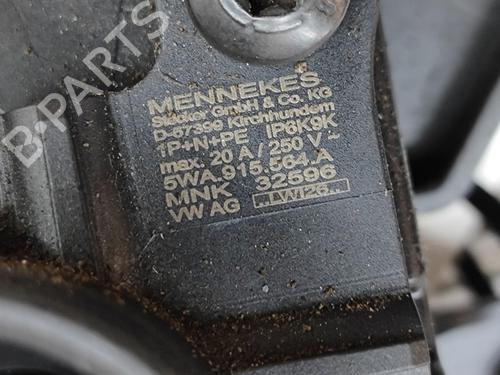 MENNEKES
Stecker GmbH & Co. KG
D-57399 Kirchhundem
1P+N+PE IP6K9K
max. 20 A / 250 V ~
5WA.915.564.A
MNK 32596
VW AG LWI26
B-PARTS